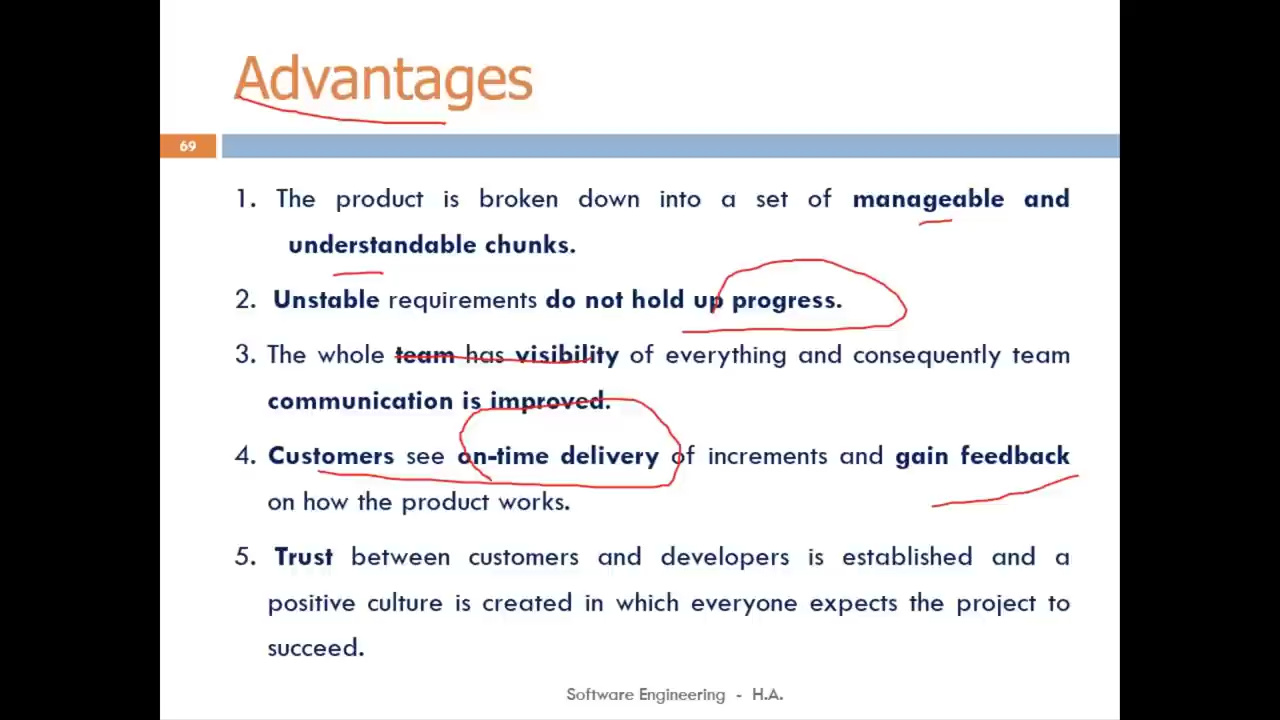 Advantages
69
1. The product is broken down into a set of manageable and
understandable chunks.
2. Unstable requirements do not hold up progress.
3. The whole team has visibility of everything and consequently team
communication is improved.
4. Customers see on-time delivery of increments and gain feedback
on how the product works.
5. Trust between customers and developers is established and a
positive culture is created in which everyone expects the project to
succeed.
Software Engineering - H.A.